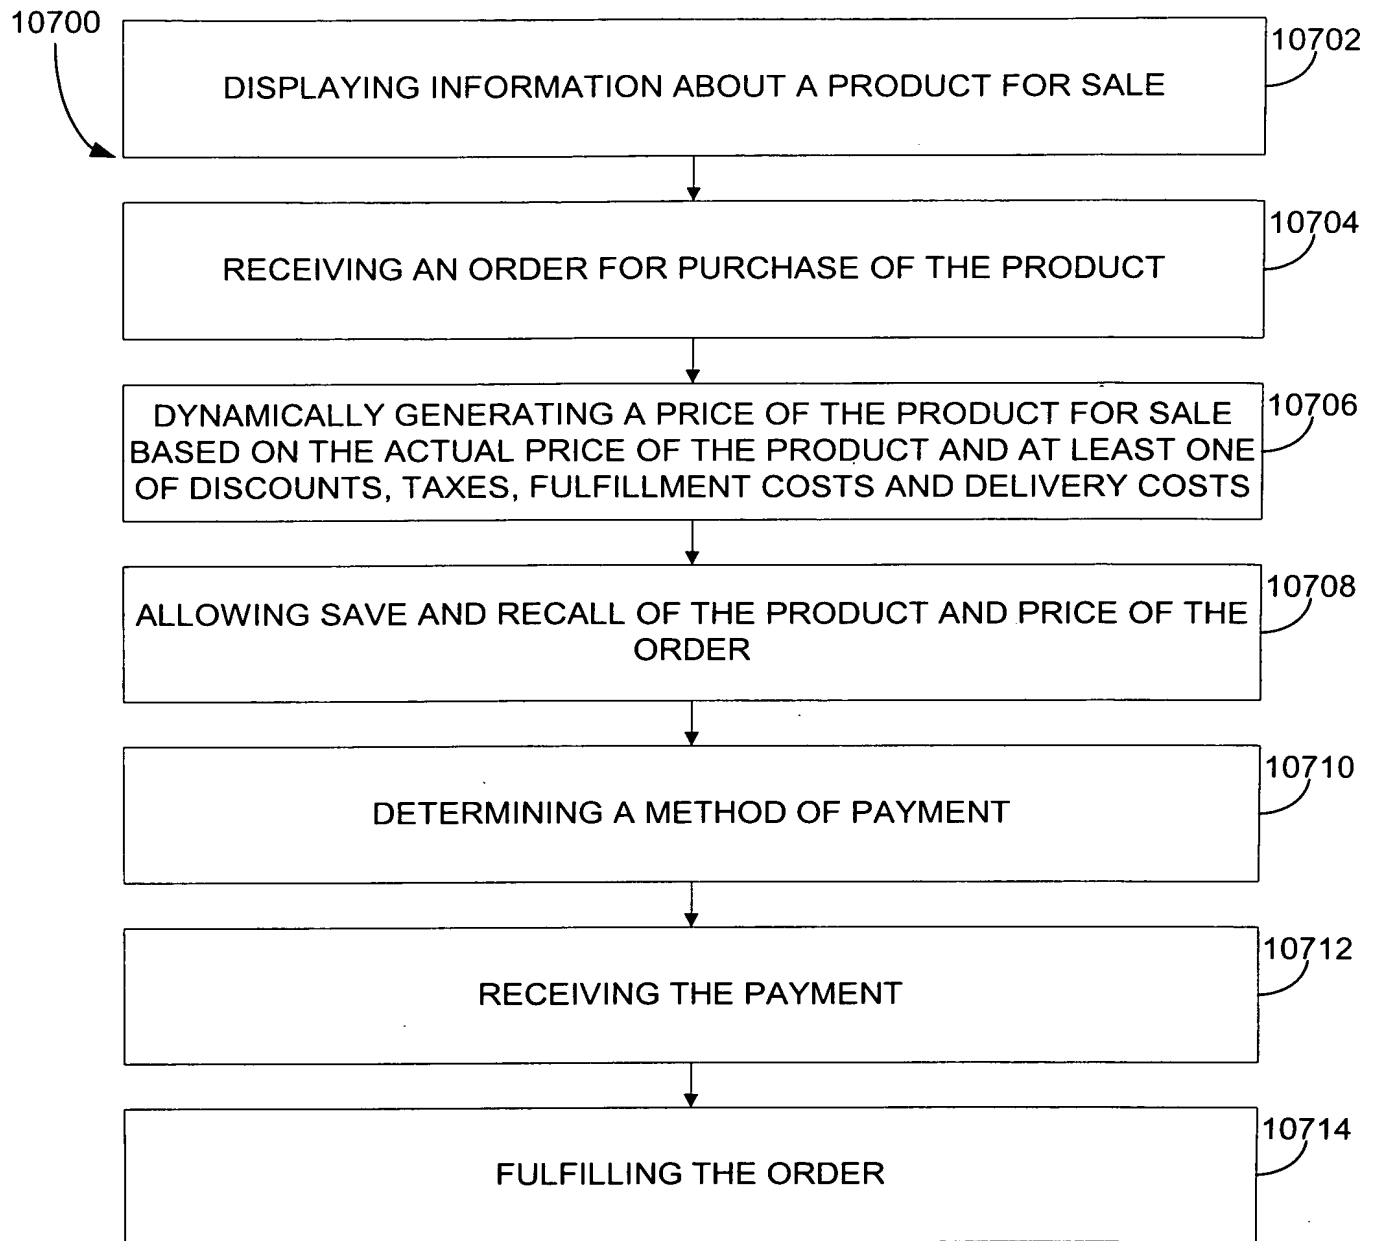 10700
10702
DISPLAYING INFORMATION ABOUT A PRODUCT FOR SALE
10704
RECEIVING AN ORDER FOR PURCHASE OF THE PRODUCT
10706
DYNAMICALLY GENERATING A PRICE OF THE PRODUCT FOR SALE
BASED ON THE ACTUAL PRICE OF THE PRODUCT AND AT LEAST ONE
OF DISCOUNTS, TAXES, FULFILLMENT COSTS AND DELIVERY COSTS
10708
ALLOWING SAVE AND RECALL OF THE PRODUCT AND PRICE OF THE
ORDER
10710
DETERMINING A METHOD OF PAYMENT
10712
RECEIVING THE PAYMENT
10714
FULFILLING THE ORDER